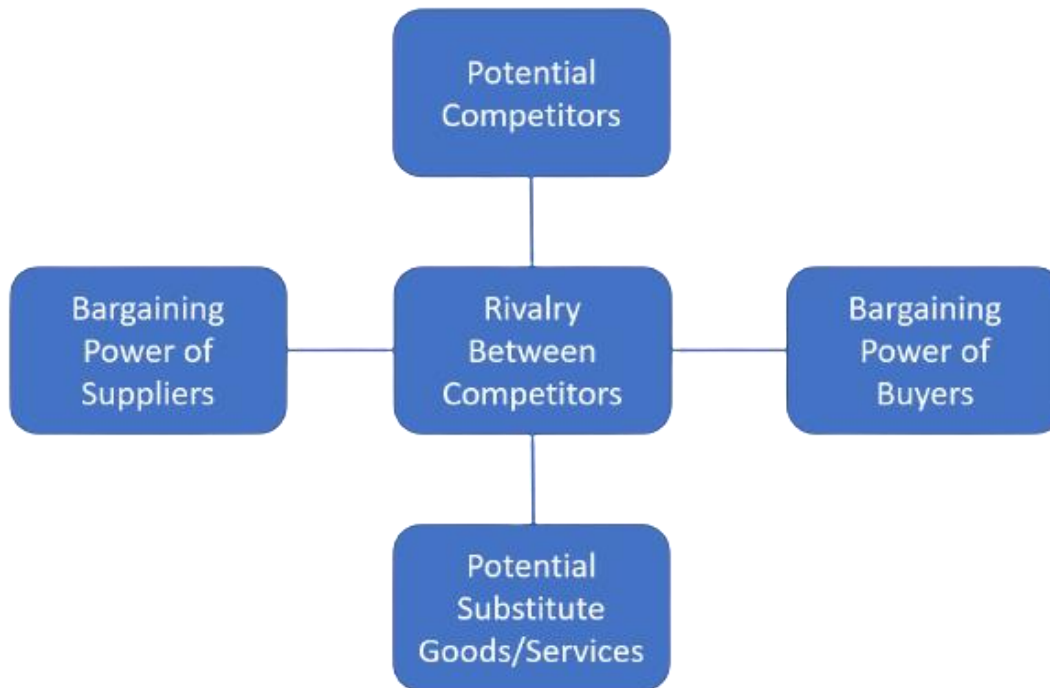 Potential
Competitors
Bargaining
Power of
Suppliers
Rivalry
Between
Competitors
Bargaining
Power of
Buyers
Potential
Substitute
Goods/Services